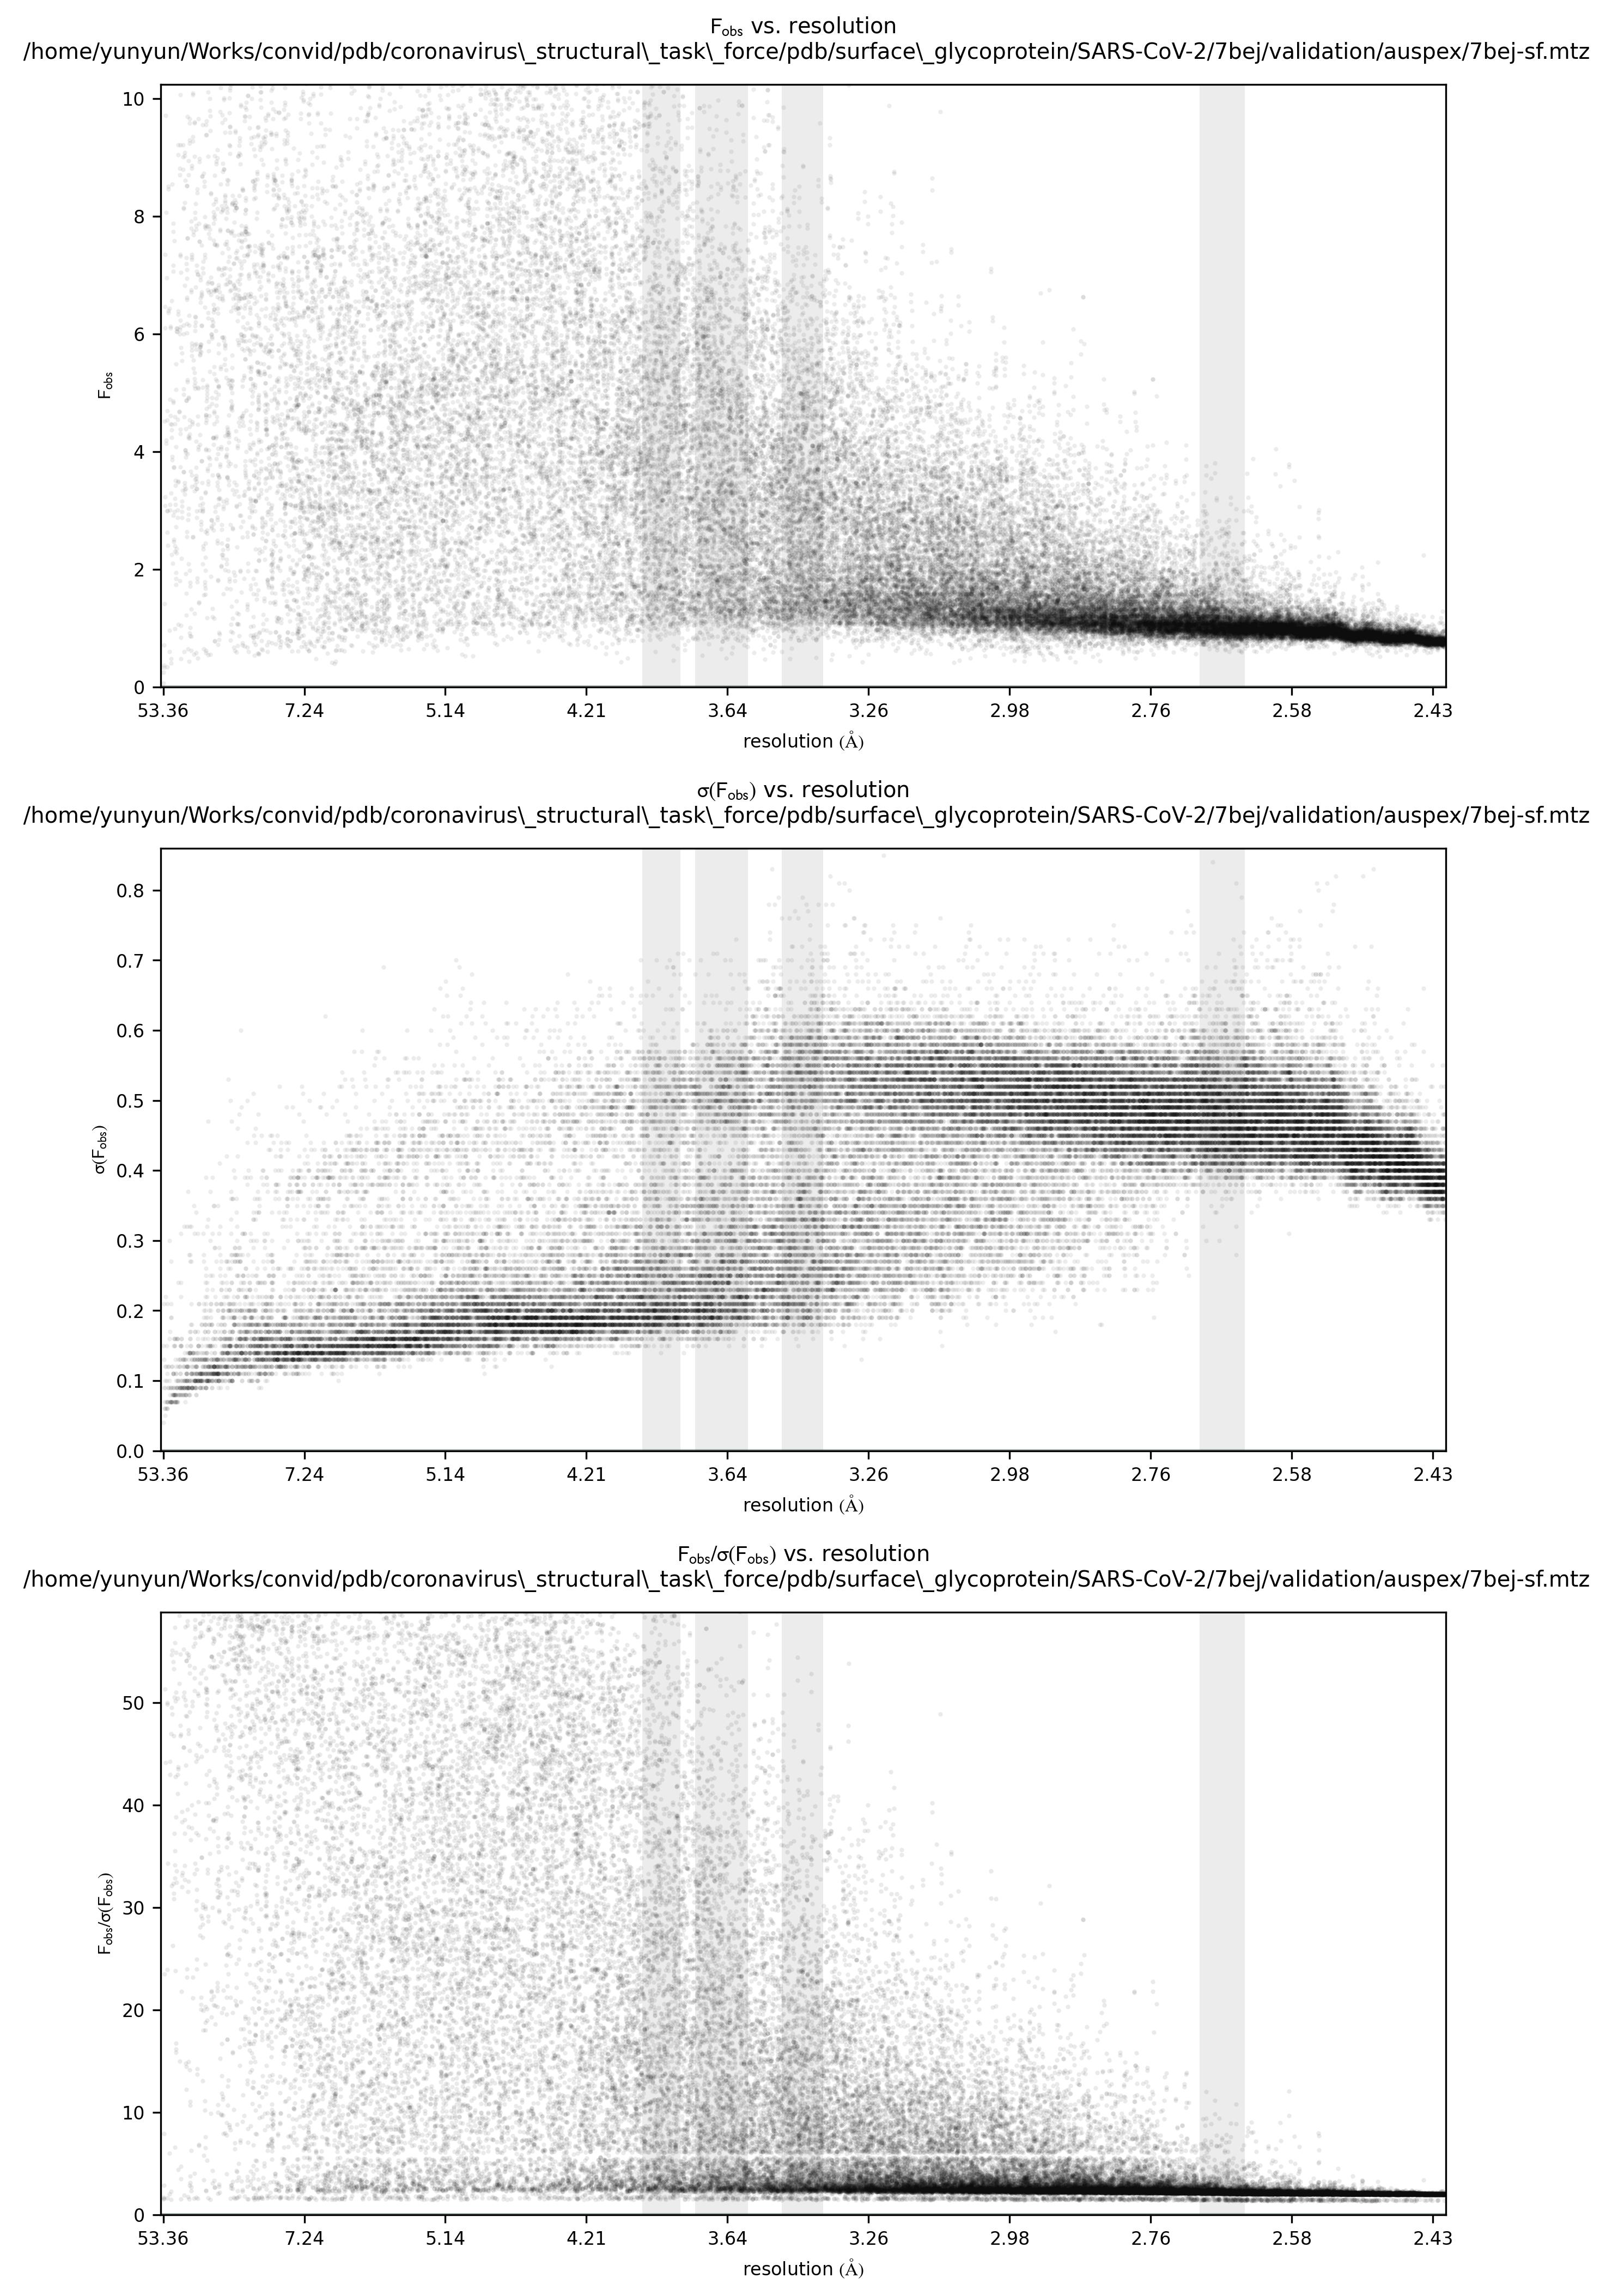 Fobs vs. resolution
/home/yunyun/Works/convid/pdb/coronavirus\_structural\_task\_force/pdb/surface\_glycoprotein/SARS-CoV-2/7bej/validation/auspex/7bej-sf.mtz
10
8
6
4
2
0
Fobs
53.36 7.24 5.14 4.21 3.64 3.26 2.98 2.76 2.58 2.43
resolution (Å)
σ(Fobs) vs. resolution
/home/yunyun/Works/convid/pdb/coronavirus\_structural\_task\_force/pdb/surface\_glycoprotein/SARS-CoV-2/7bej/validation/auspex/7bej-sf.mtz
0.8
0.7
0.6
0.5
0.4
0.3
0.2
0.1
0.0
σ(Fobs)
53.36 7.24 5.14 4.21 3.64 3.26 2.98 2.76 2.58 2.43
resolution (Å)
Fobs/σ(Fobs) vs. resolution
/home/yunyun/Works/convid/pdb/coronavirus\_structural\_task\_force/pdb/surface\_glycoprotein/SARS-CoV-2/7bej/validation/auspex/7bej-sf.mtz
50
40
30
20
10
0
Fobs/σ(Fobs)
53.36 7.24 5.14 4.21 3.64 3.26 2.98 2.76 2.58 2.43
resolution (Å)